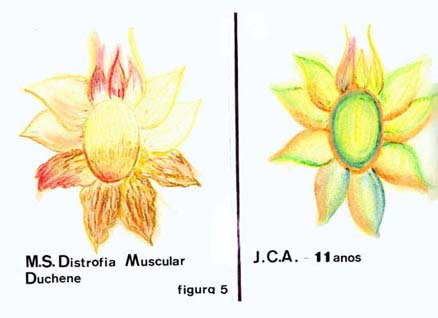 M.S. Distrofia Muscular
Duchene
figura 5
J.C.A. - 11 anos